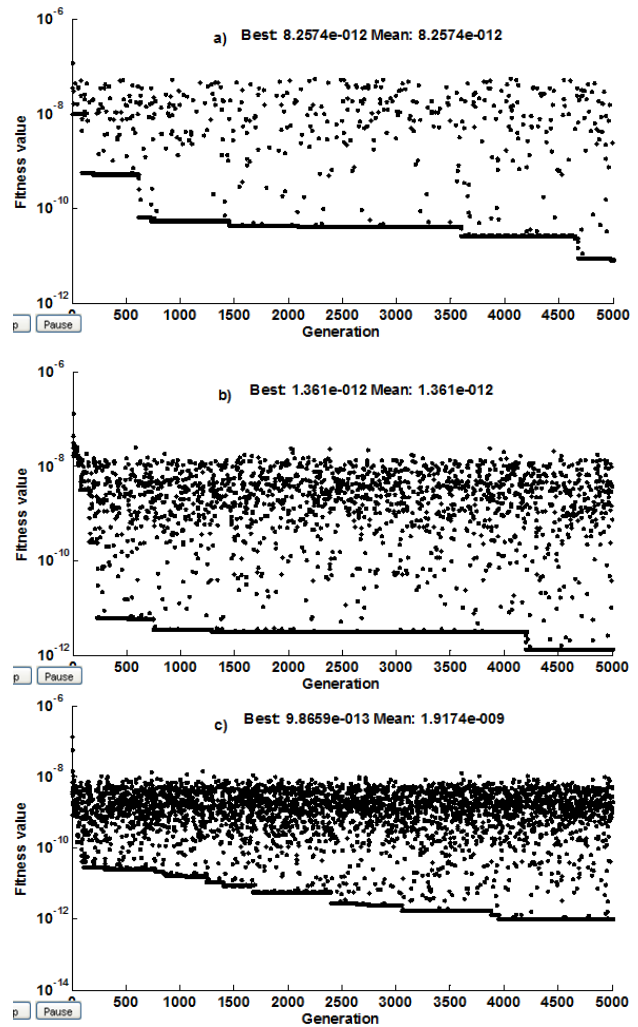 10^-6
a) Best: 8.2574e-012 Mean: 8.2574e-012
10^-8
Fitness value
10^-10
10^-12
0 500 1000 1500 2000 2500 3000 3500 4000 4500 5000
p Pause Generation
10^-6
b) Best: 1.361e-012 Mean: 1.361e-012
10^-8
Fitness value
10^-10
10^-12
0 500 1000 1500 2000 2500 3000 3500 4000 4500 5000
p Pause Generation
10^-6
c) Best: 9.8659e-013 Mean: 1.9174e-009
10^-8
Fitness value
10^-10
10^-12
10^-14
0 500 1000 1500 2000 2500 3000 3500 4000 4500 5000
p Pause Generation